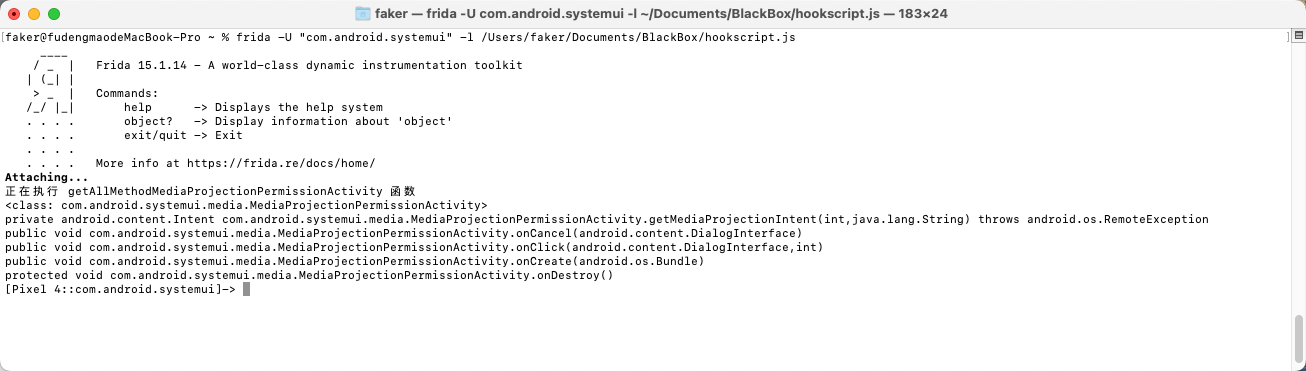 faker — frida -U com.android.systemui -l ~/Documents/BlackBox/hookscript.js — 183×24
[faker@fudengmaodeMacBook-Pro ~ % frida -U "com.android.systemui" -l /Users/faker/Documents/BlackBox/hookscript.js ]
     ____
    / _  |   Frida 15.1.14 - A world-class dynamic instrumentation toolkit
   | (_| |
    > _  |   Commands:
   /_/ |_|       help      -> Displays the help system
   . . . .       object?   -> Display information about 'object'
   . . . .       exit/quit -> Exit
   . . . .
   . . . .   More info at https://frida.re/docs/home/
Attaching...
正在执行 getAllMethodMediaProjectionPermissionActivity 函数
<class: com.android.systemui.media.MediaProjectionPermissionActivity>
private android.content.Intent com.android.systemui.media.MediaProjectionPermissionActivity.getMediaProjectionIntent(int,java.lang.String) throws android.os.RemoteException
public void com.android.systemui.media.MediaProjectionPermissionActivity.onCancel(android.content.DialogInterface)
public void com.android.systemui.media.MediaProjectionPermissionActivity.onClick(android.content.DialogInterface,int)
public void com.android.systemui.media.MediaProjectionPermissionActivity.onCreate(android.os.Bundle)
protected void com.android.systemui.media.MediaProjectionPermissionActivity.onDestroy()
[Pixel 4::com.android.systemui]->